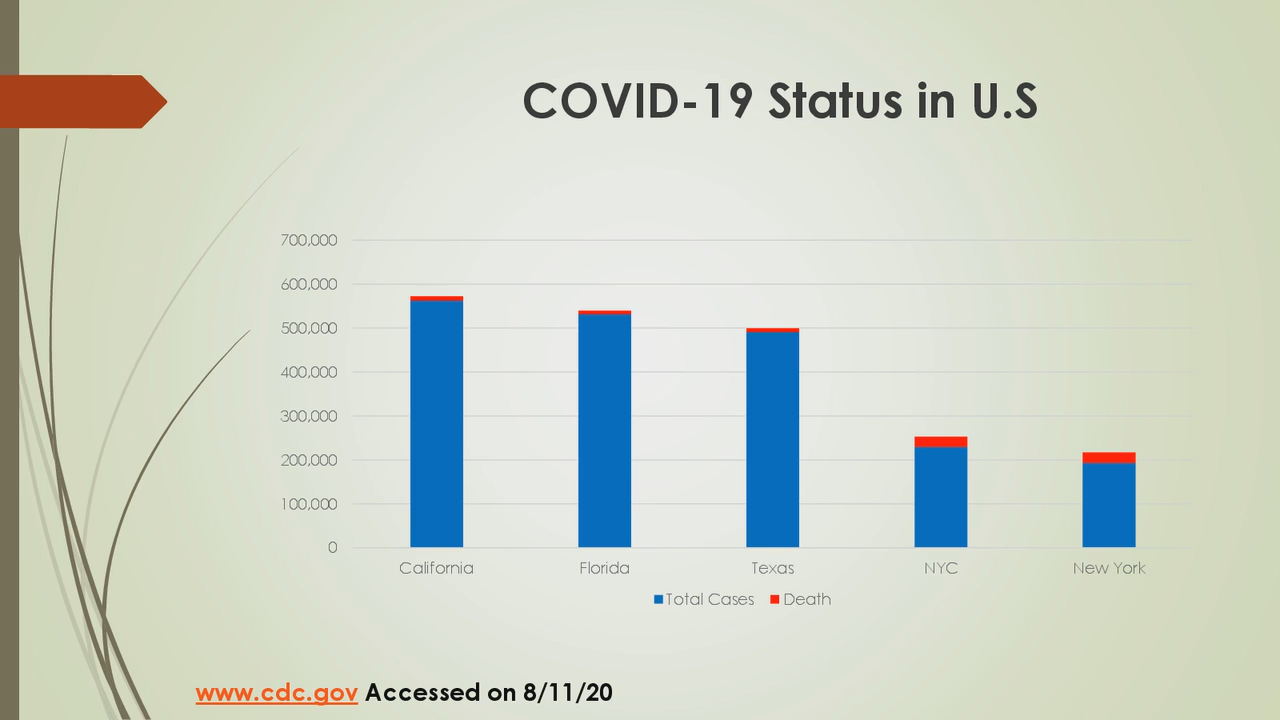 COVID-19 Status in U.S
700,000
600,000
500,000
400,000
300,000
200,000
100,000
0
California Florida Texas NYC New York
Total Cases Death
www.cdc.gov Accessed on 8/11/20